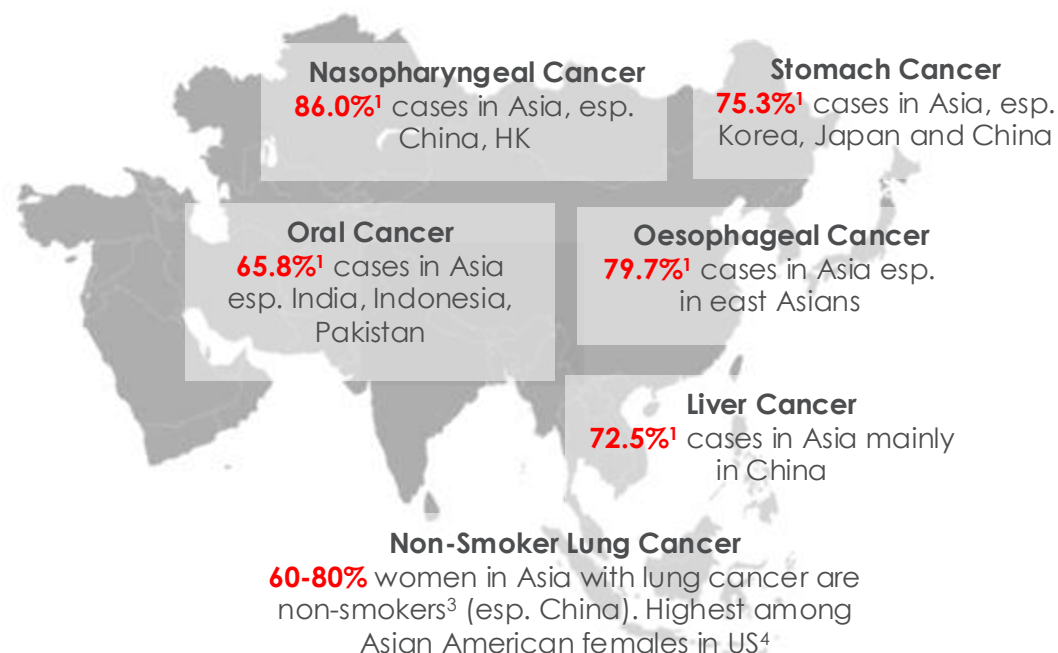 Nasopharyngeal Cancer
86.0%¹ cases in Asia, esp.
China, HK
Stomach Cancer
75.3%¹ cases in Asia, esp.
Korea, Japan and China
Oral Cancer
65.8%¹ cases in Asia
esp. India, Indonesia,
Pakistan
Oesophageal Cancer
79.7%¹ cases in Asia esp.
in east Asians
Liver Cancer
72.5%¹ cases in Asia mainly
in China
Non-Smoker Lung Cancer
60-80% women in Asia with lung cancer are
non-smokers³ (esp. China). Highest among
Asian American females in US⁴